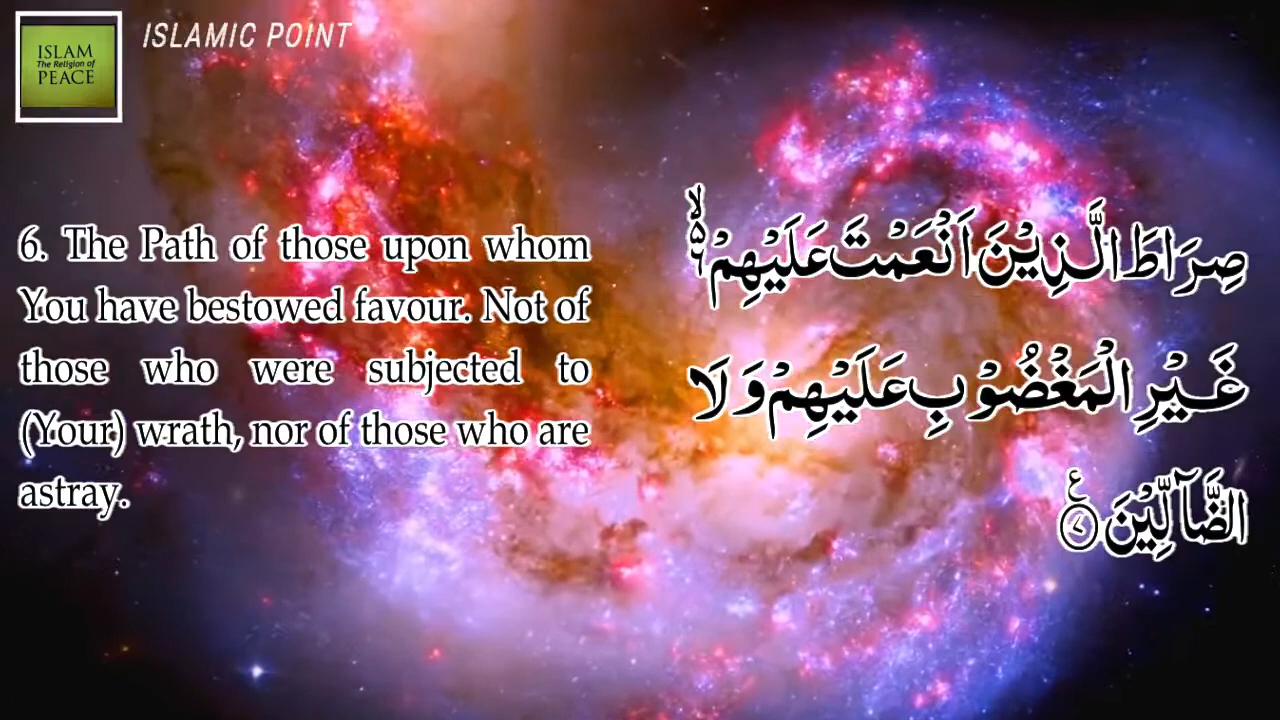 ISLAM
The Religion of
PEACE
ISLAMIC POINT
6. The Path of those upon whom
You have bestowed favour. Not of
those who were subjected to
(Your) wrath, nor of those who are
astray.
صِرَاطَ الَّذِيْنَ اَنْعَمْتَ عَلَيْهِمْ ۙ۬ۦ
غَيْرِ الْمَغْضُوْبِ عَلَيْهِمْ وَلَا
الضَّآلِّيْنَ ࣖ ۝۷